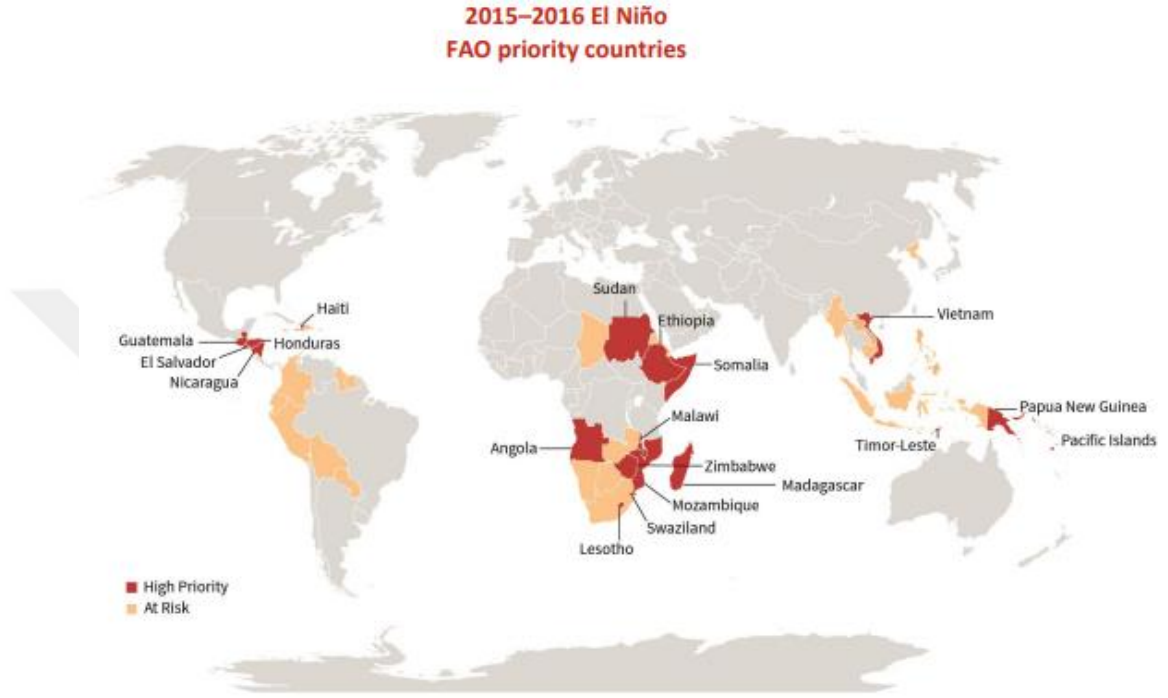 2015–2016 El Niño
FAO priority countries
Sudan
Haiti
Ethiopia
Vietnam
Guatemala
Honduras
El Salvador
Somalia
Nicaragua
Malawi
Papua New Guinea
Angola
Timor-Leste
Pacific Islands
Zimbabwe
Madagascar
Mozambique
Swaziland
Lesotho
High Priority
At Risk